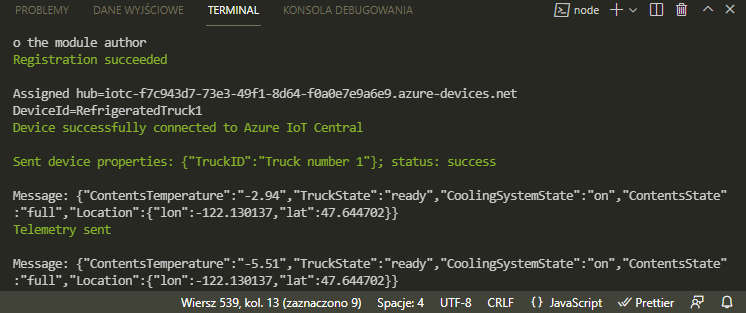 PROBLEMY DANE WYJŚCIOWE TERMINAL KONSOLA DEBUGOWANIA node
o the module author
Registration succeeded
Assigned hub=iotc-f7c943d7-73e3-49f1-8d64-f0a0e7e9a6e9.azure-devices.net
DeviceId=RefrigeratedTruck1
Device successfully connected to Azure IoT Central
Sent device properties: {"TruckID":"Truck number 1"}; status: success
Message: {"ContentsTemperature":"-2.94","TruckState":"ready","CoolingSystemState":"on","ContentsState"
:"full","Location":{"lon":-122.130137,"lat":47.644702}}
Telemetry sent
Message: {"ContentsTemperature":"-5.51","TruckState":"ready","CoolingSystemState":"on","ContentsState"
:"full","Location":{"lon":-122.130137,"lat":47.644702}}
Wiersz 539, kol. 13 (zaznaczono 9) Spacje: 4 UTF-8 CRLF {} JavaScript Prettier